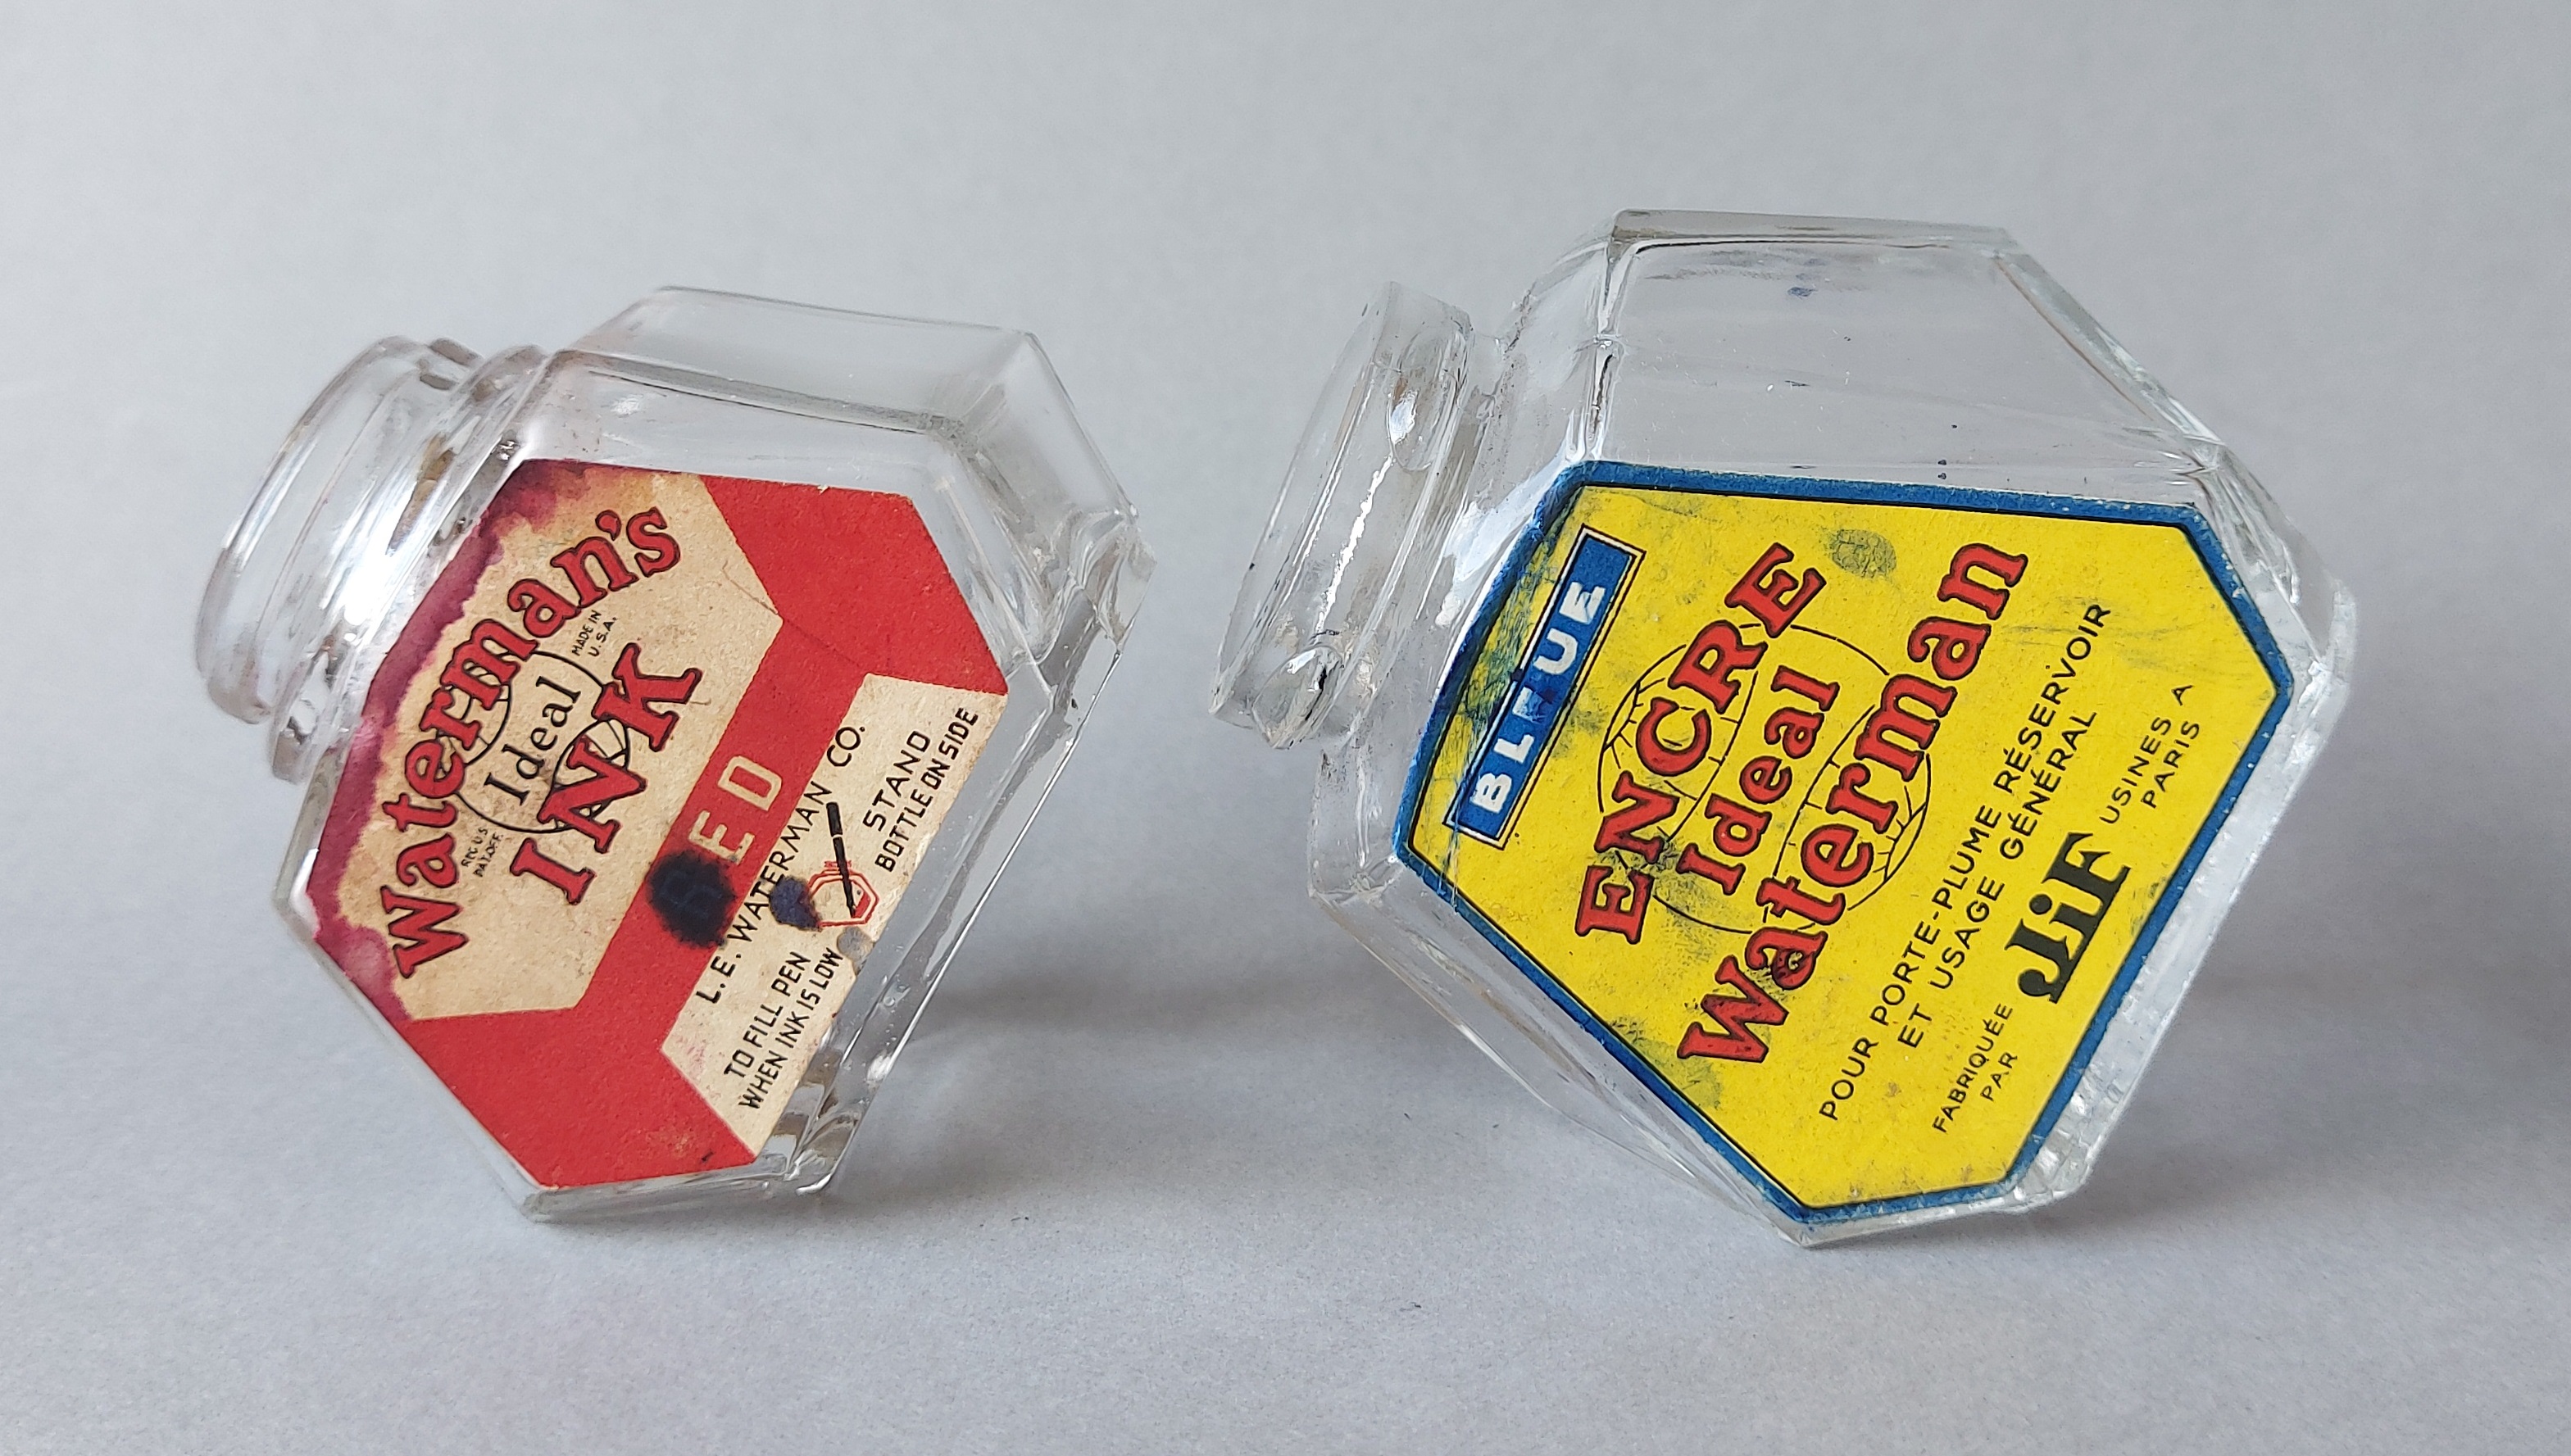 Waterman's
REG U.S.
PAT. OFF.
Ideal
MADE IN
U.S.A.
INK
RED
L. E. WATERMAN CO.
TO FILL PEN
WHEN INK IS LOW
STAND
BOTTLE ON SIDE
BLEUE
ENCRE
Ideal
Waterman
POUR PORTE-PLUME RÉSERVOIR
ET USAGE GÉNÉRAL
FABRIQUÉE
PAR
JiF
USINES A
PARIS